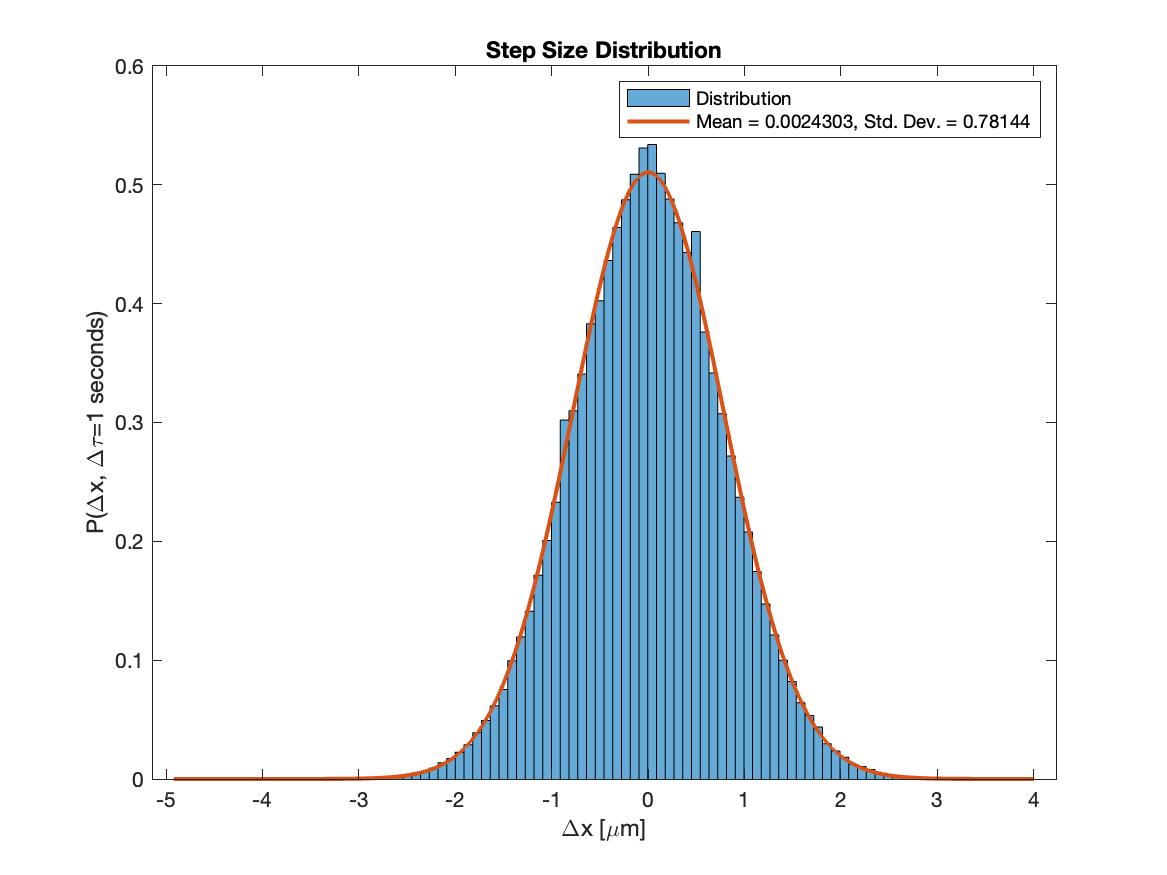 Step Size Distribution
Distribution
Mean = 0.0024303, Std. Dev. = 0.78144
0.6
0.5
0.4
0.3
0.2
0.1
0
P(Δx, Δτ=1 seconds)
-5 -4 -3 -2 -1 0 1 2 3 4
Δx [μm]